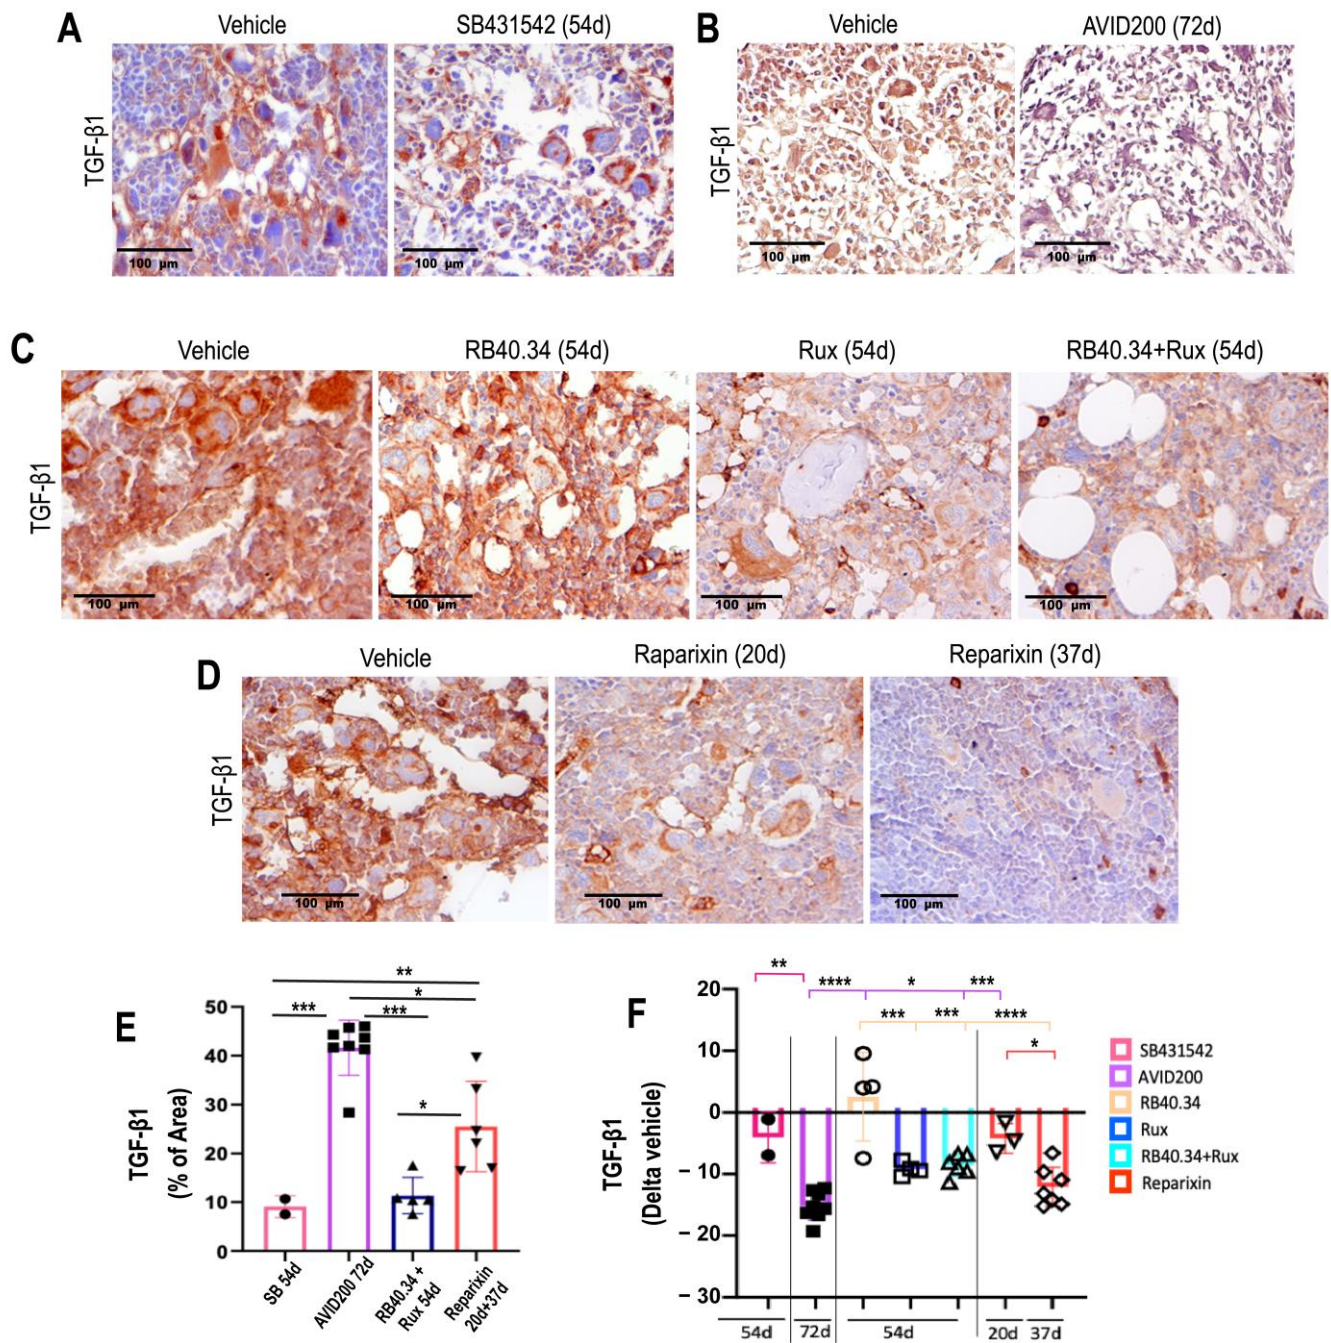 A
Vehicle
SB431542 (54d)
TGF-β1
100 μm
100 μm
B
Vehicle
AVID200 (72d)
TGF-β1
100 μm
100 μm
C
Vehicle
RB40.34 (54d)
Rux (54d)
RB40.34+Rux (54d)
TGF-β1
100 μm
100 μm
100 μm
100 μm
D
Vehicle
Raparixin (20d)
Reparixin (37d)
TGF-β1
100 μm
100 μm
100 μm
E
TGF-β1
(% of Area)
50
40
30
20
10
0
**
*
***
***
*
SB 54d
AVID200 72d
RB40.34 +
Rux 54d
Reparixin
20d+37d
F
TGF-β1
(Delta vehicle)
20
10
0
– 10
– 20
– 30
**
****
*
***
***
***
****
*
54d
72d
54d
20d
37d
SB431542
AVID200
RB40.34
Rux
RB40.34+Rux
Reparixin